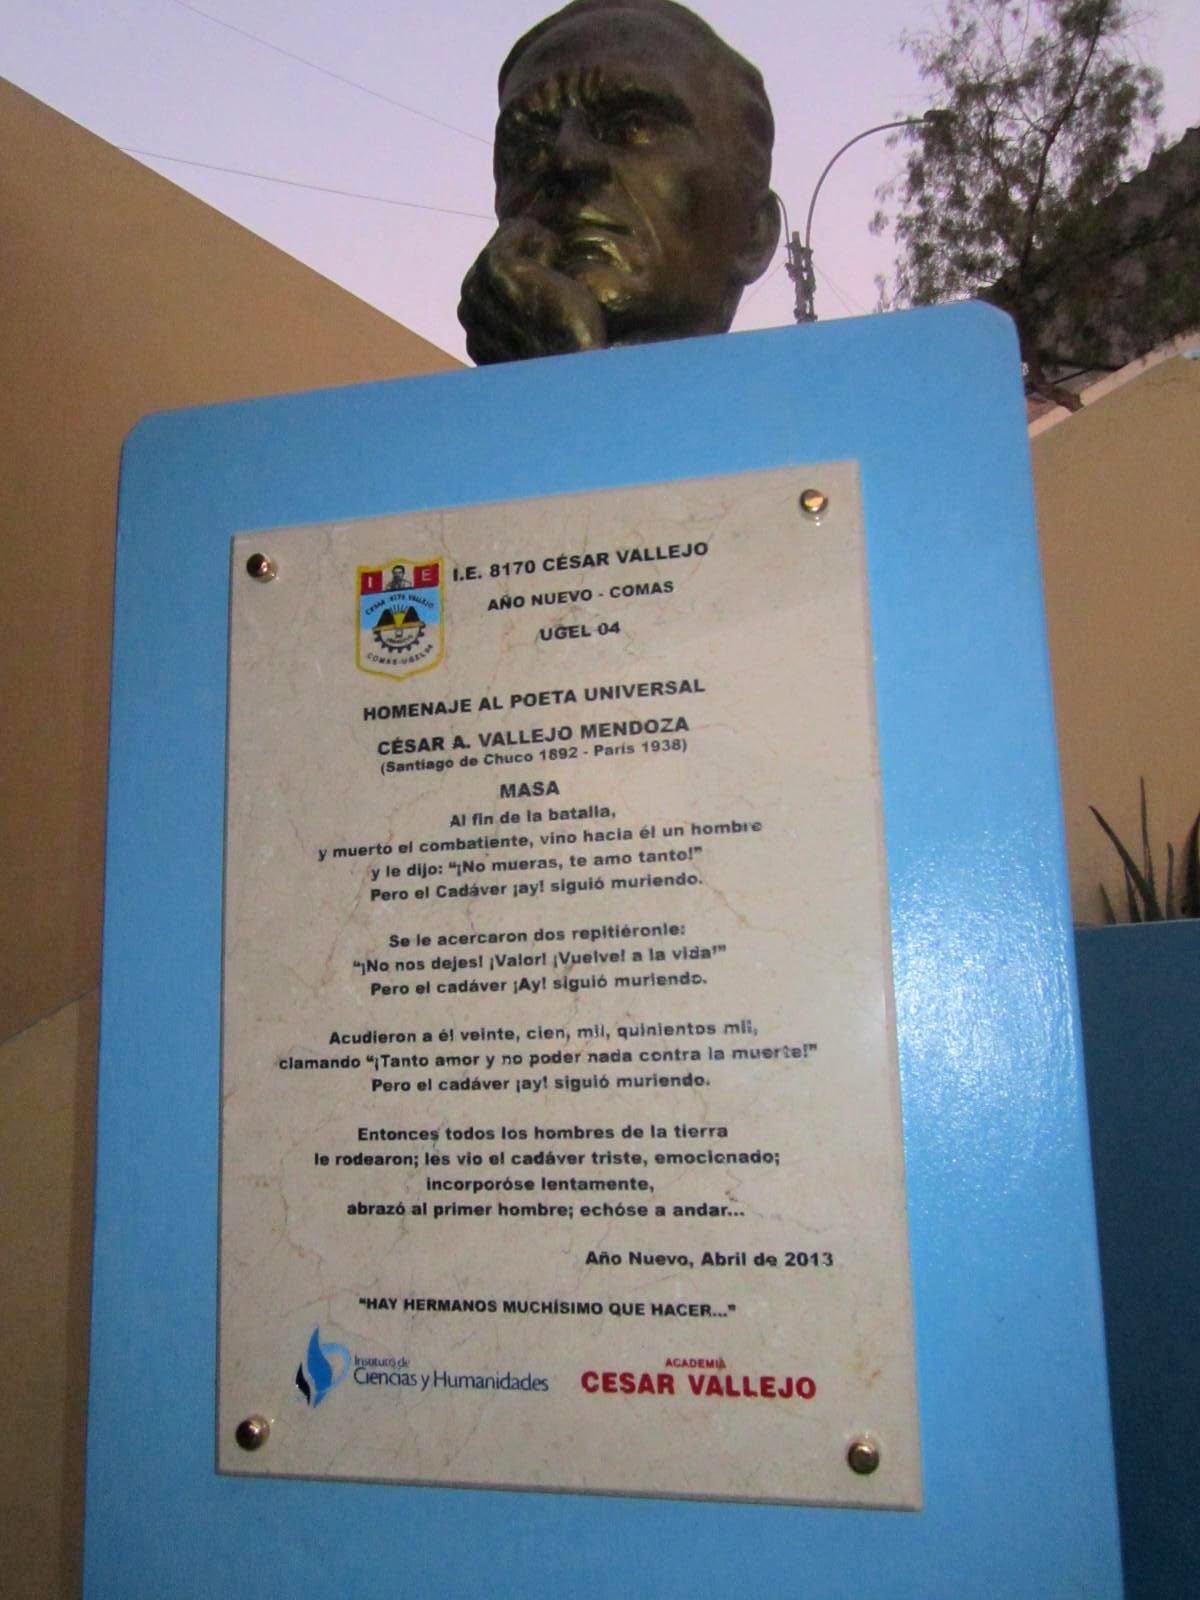 I E
CESAR 8170 VALLEJO
COMAS-UGEL 04
I.E. 8170 CÉSAR VALLEJO
AÑO NUEVO - COMAS
UGEL 04
HOMENAJE AL POETA UNIVERSAL
CÉSAR A. VALLEJO MENDOZA
(Santiago de Chuco 1892 - París 1938)
MASA
Al fin de la batalla,
y muerto el combatiente, vino hacia él un hombre
y le dijo: “¡No mueras, te amo tanto!”
Pero el Cadáver ¡ay! siguió muriendo.
Se le acercaron dos repitiéronle:
“¡No nos dejes! ¡Valor! ¡Vuelve! a la vida!”
Pero el cadáver ¡Ay! siguió muriendo.
Acudieron a él veinte, cien, mil, quinientos mil,
clamando “¡Tanto amor y no poder nada contra la muerte!”
Pero el cadáver ¡ay! siguió muriendo.
Entonces todos los hombres de la tierra
le rodearon; les vio el cadáver triste, emocionado;
incorporóse lentamente,
abrazó al primer hombre; echóse a andar...
Año Nuevo, Abril de 2013
“HAY HERMANOS MUCHÍSIMO QUE HACER...”
Instituto de
Ciencias y Humanidades
ACADEMIA
CESAR VALLEJO